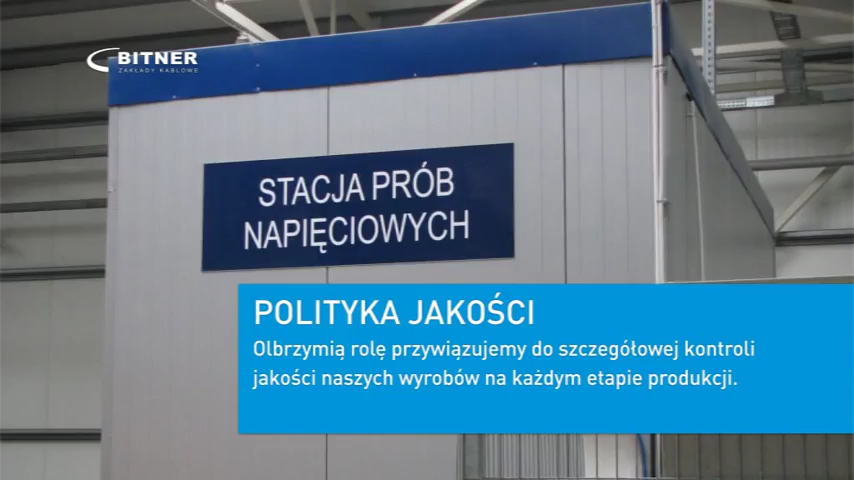 BITNER
ZAKŁADY KABLOWE
STACJA PRÓB
NAPIĘCIOWYCH
POLITYKA JAKOŚCI
Olbrzymią rolę przywiązujemy do szczegółowej kontroli
jakości naszych wyrobów na każdym etapie produkcji.